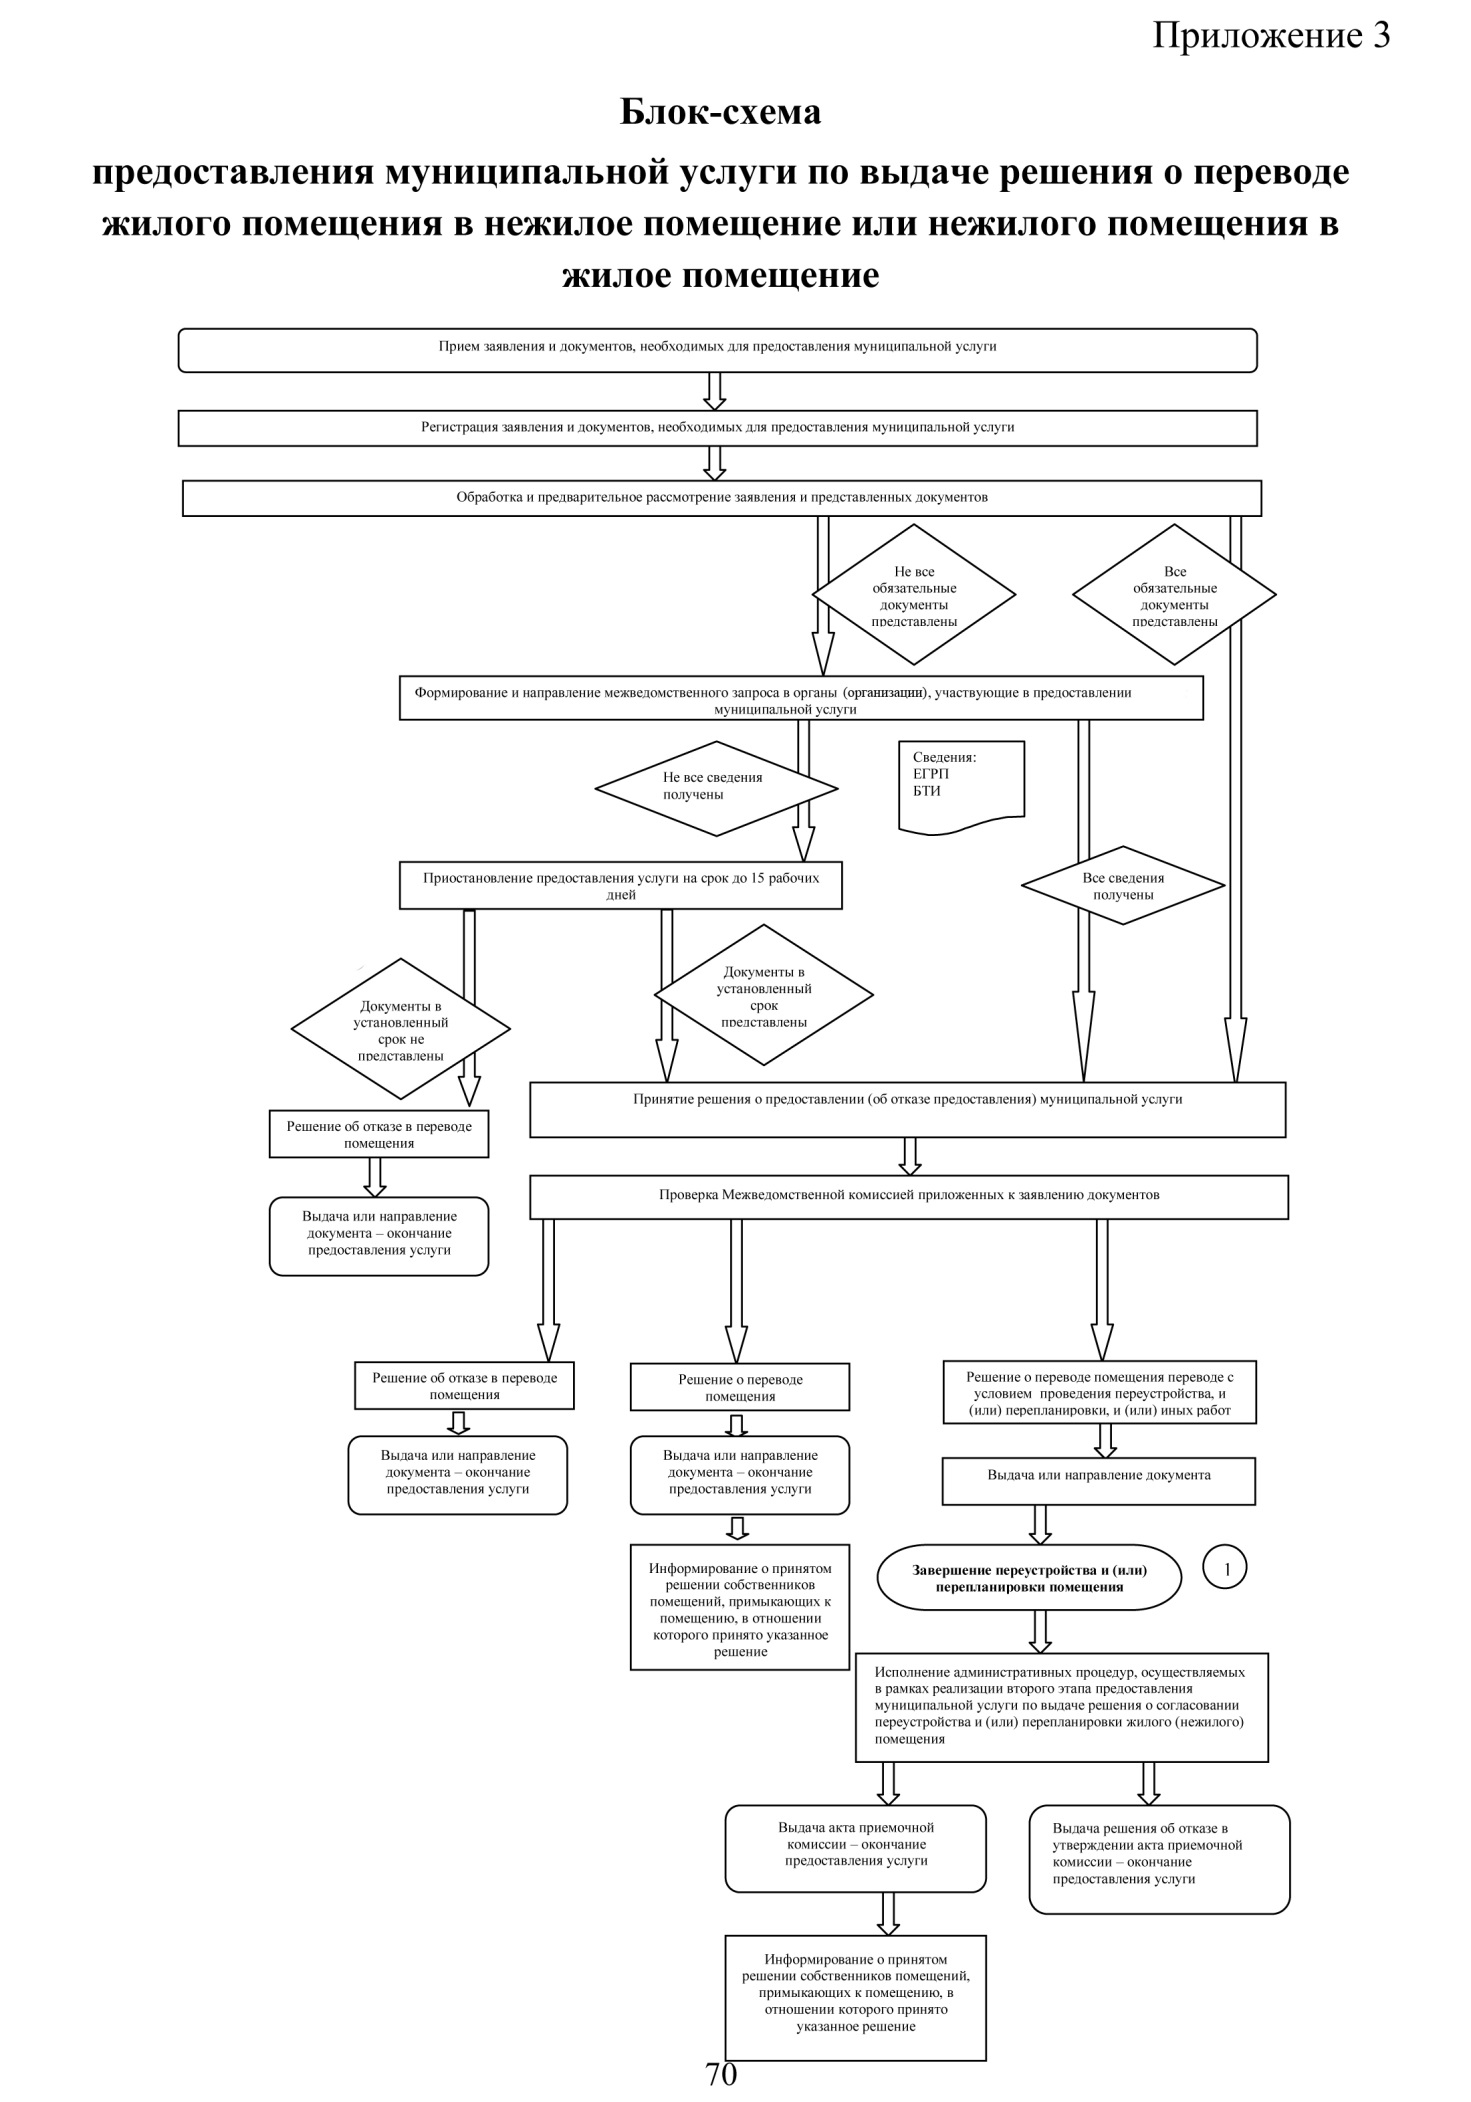 Приложение 3
Блок-схема
предоставления муниципальной услуги по выдаче решения о переводе
жилого помещения в нежилое помещение или нежилого помещения в
жилое помещение
Прием заявления и документов, необходимых для предоставления муниципальной услуги
Регистрация заявления и документов, необходимых для предоставления муниципальной услуги
Обработка и предварительное рассмотрение заявления и представленных документов
Не все
обязательные
документы
представлены
Все
обязательные
документы
представлены
Формирование и направление межведомственного запроса в органы (организации), участвующие в предоставлении
муниципальной услуги
Не все сведения
получены
Сведения:
ЕГРП
БТИ
Приостановление предоставления услуги на срок до 15 рабочих
дней
Все сведения
получены
Документы в
установленный
срок не
представлены
Документы в
установленный
срок
представлены
Принятие решения о предоставлении (об отказе предоставления) муниципальной услуги
Решение об отказе в переводе
помещения
Проверка Межведомственной комиссией приложенных к заявлению документов
Выдача или направление
документа – окончание
предоставления услуги
Решение об отказе в переводе
помещения
Решение о переводе
помещения
Решение о переводе помещения переводе с
условием проведения переустройства, и
(или) перепланировки, и (или) иных работ
Выдача или направление
документа – окончание
предоставления услуги
Выдача или направление
документа – окончание
предоставления услуги
Выдача или направление документа
Информирование о принятом
решении собственников
помещений, примыкающих к
помещению, в отношении
которого принято указанное
решение
Завершение переустройства и (или)
перепланировки помещения
1
Исполнение административных процедур, осуществляемых
в рамках реализации второго этапа предоставления
муниципальной услуги по выдаче решения о согласовании
переустройства и (или) перепланировки жилого (нежилого)
помещения
Выдача акта приемочной
комиссии – окончание
предоставления услуги
Выдача решения об отказе в
утверждении акта приемочной
комиссии – окончание
предоставления услуги
Информирование о принятом
решении собственников помещений,
примыкающих к помещению, в
отношении которого принято
указанное решение
70